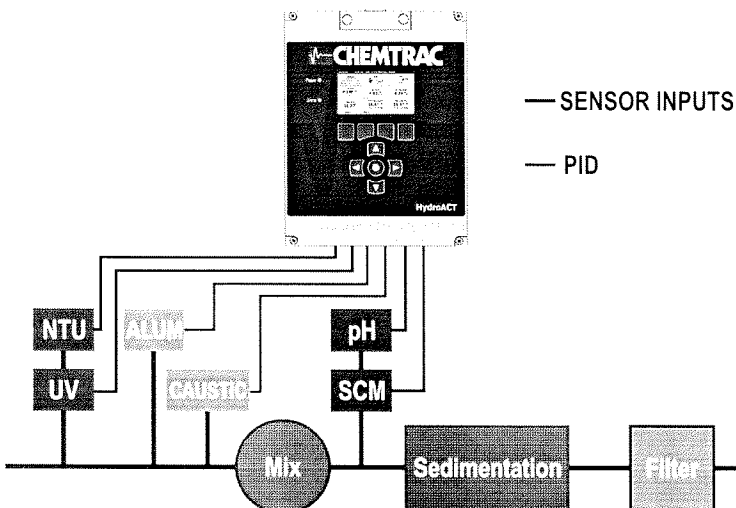 CHEMTRAC
HydroACT
SENSOR INPUTS
PID
NTU
ALUM
pH
UV
CAUSTIC
SCM
Mix
Sedimentation
Filter